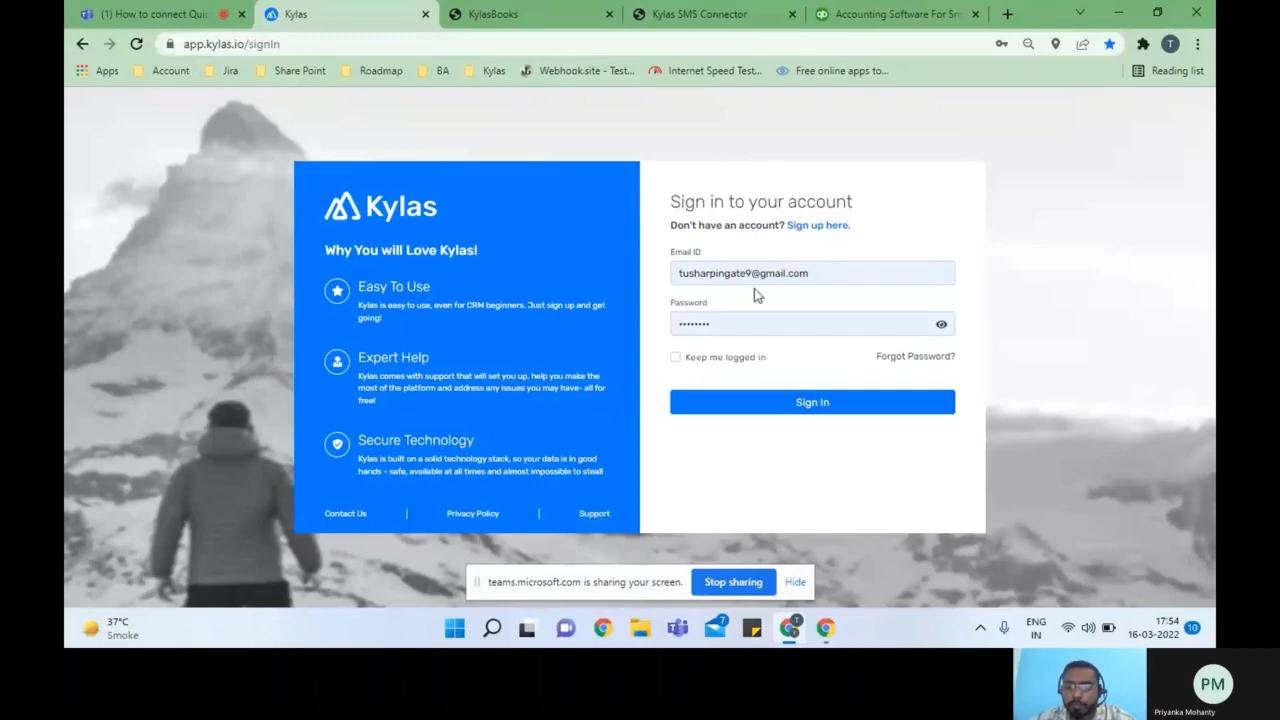 (1) How to connect Quic
Kylas
KylasBooks
Kylas SMS Connector
Accounting Software For Sm
app.kylas.io/signIn
T
Apps
Account
Jira
Share Point
Roadmap
BA
Kylas
Webhook.site - Test...
Internet Speed Test...
Free online apps to...
Reading list
Kylas
Why You will Love Kylas!
Easy To Use
Kylas is easy to use, even for CRM beginners. Just sign up and get
going!
Expert Help
Kylas comes with support that will set you up, help you make the
most of the platform and address any issues you may have- all for
free!
Secure Technology
Kylas is built on a solid technology stack, so your data is in good
hands - safe, available at all times and almost impossible to steal!
Contact Us | Privacy Policy | Support
Sign in to your account
Don't have an account? Sign up here.
Email ID
tusharpingate9@gmail.com
Password
••••••••
Keep me logged in
Forgot Password?
Sign In
teams.microsoft.com is sharing your screen.
Stop sharing
Hide
37°C
Smoke
7
T
ENG
IN
17:54
16-03-2022
10
PM
Priyanka Mohanty